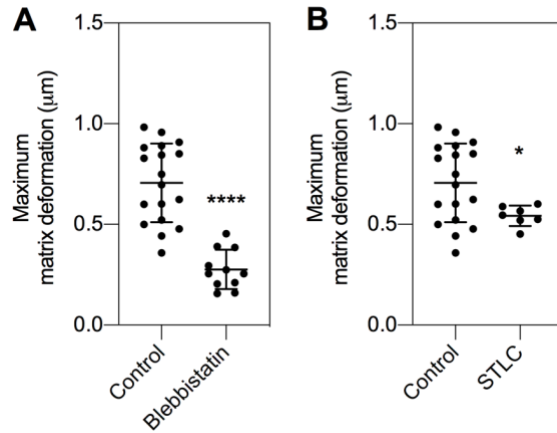 A
Maximum
matrix deformation (μm)
1.5
1.0
0.5
0.0
****
Control
Blebbistatin
B
Maximum
matrix deformation (μm)
1.5
1.0
0.5
0.0
*
Control
STLC